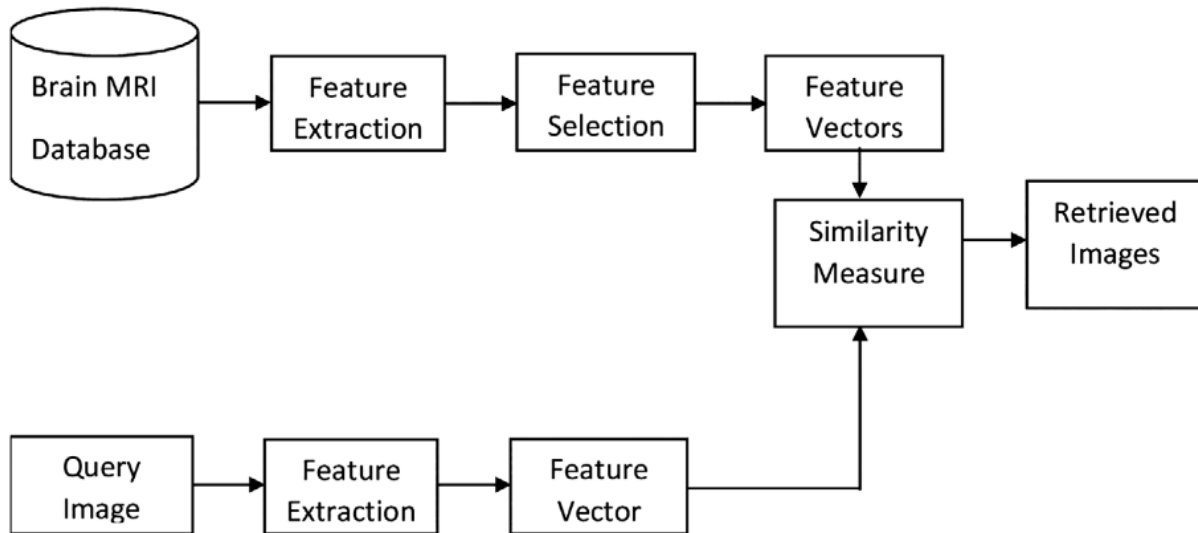 Brain MRI
Database
Feature
Extraction
Feature
Selection
Feature
Vectors
Similarity
Measure
Retrieved
Images
Query
Image
Feature
Extraction
Feature
Vector